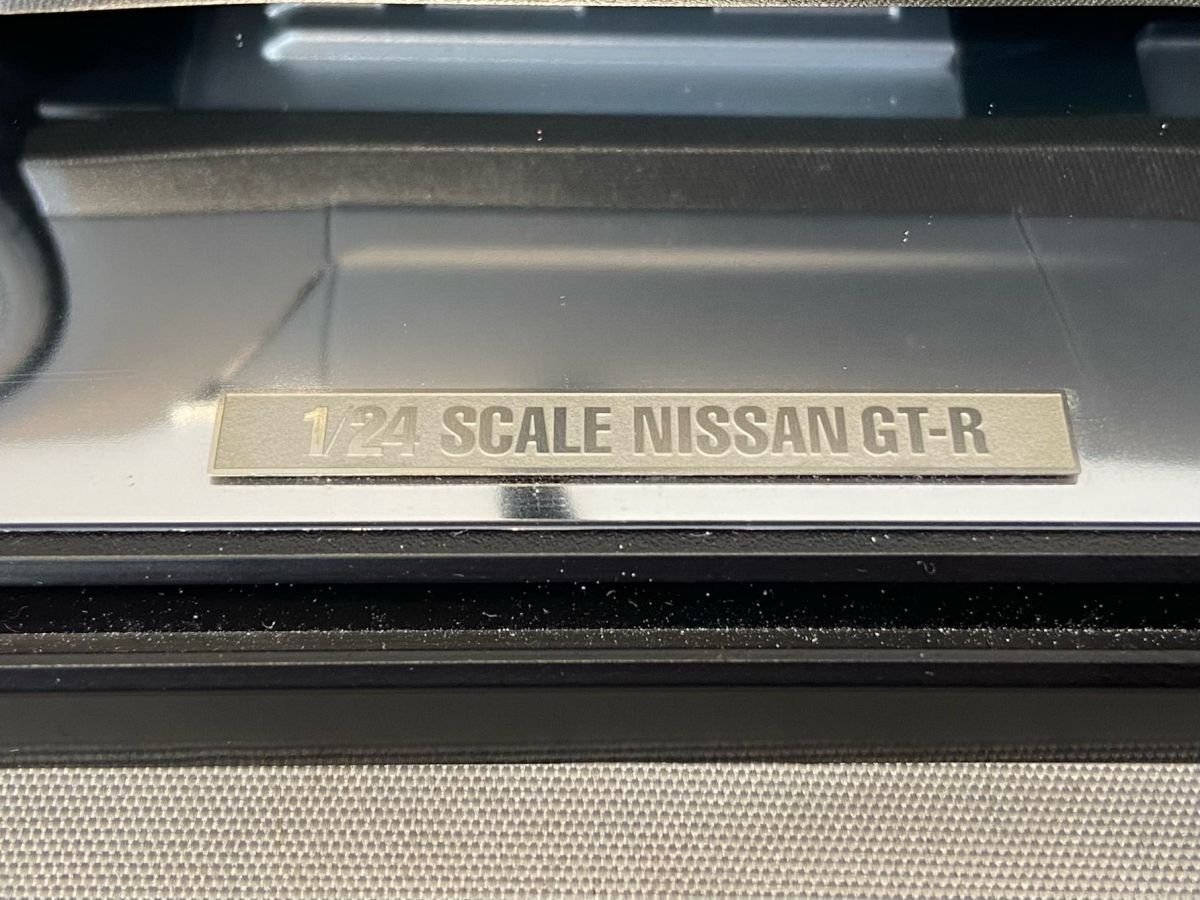 1/24 SCALE NISSAN GT-R